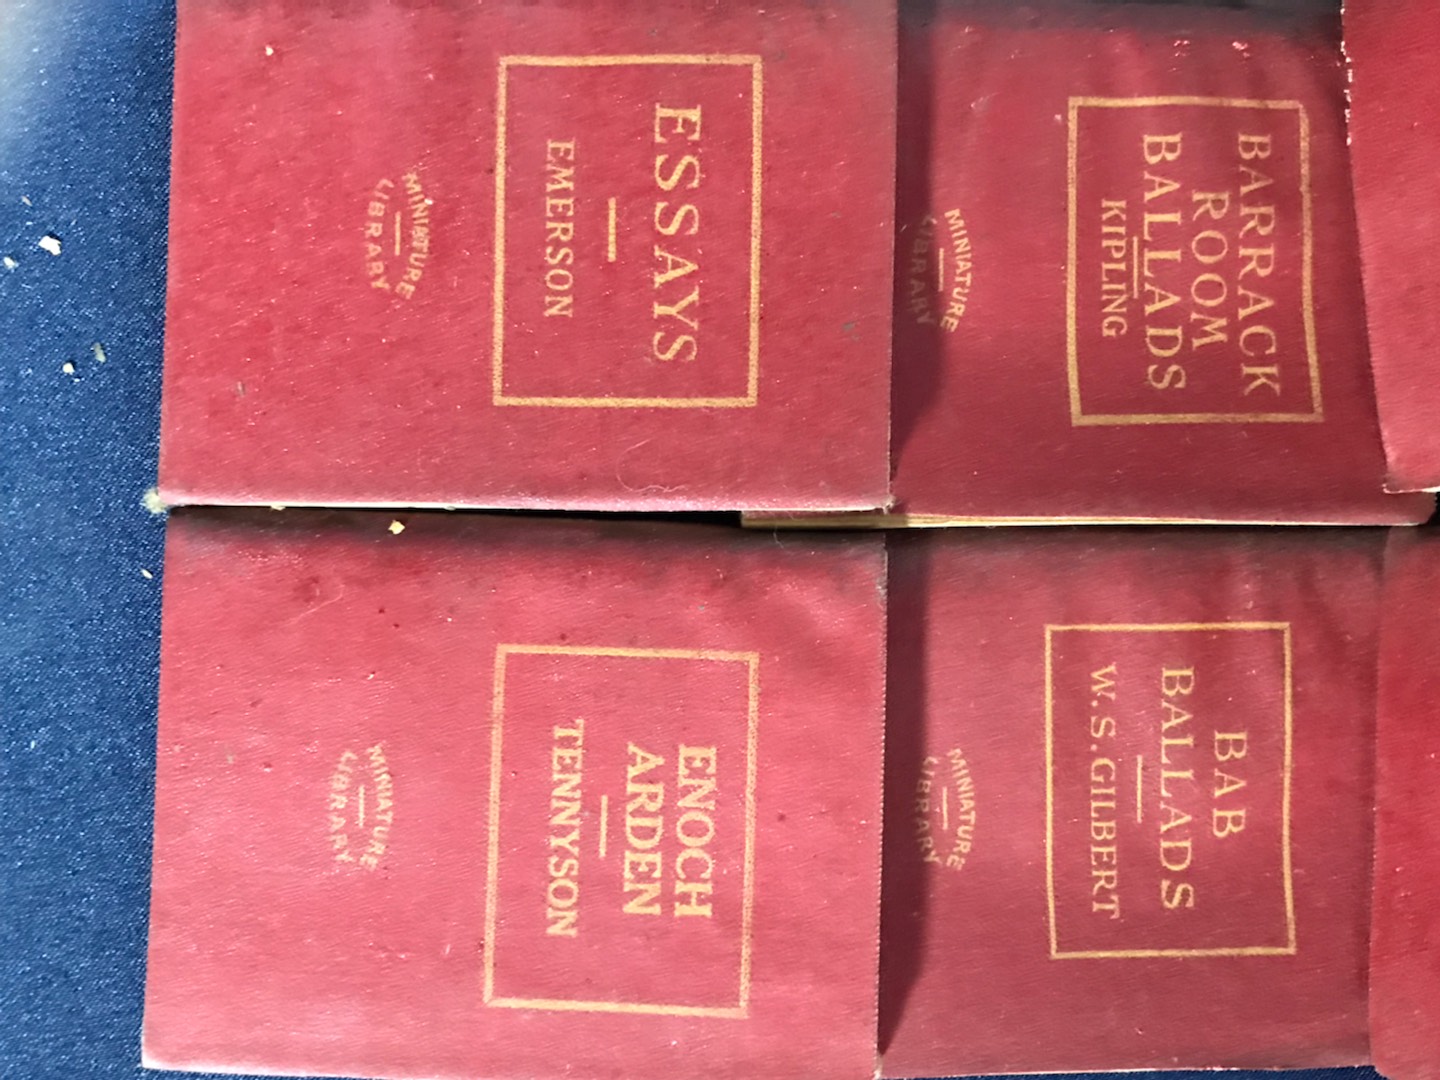 BARRACK
ROOM
BALLADS
KIPLING
MINIATURE
LIBRARY
BAB
BALLADS
W. S. GILBERT
MINIATURE
LIBRARY
ESSAYS
EMERSON
MINIATURE
LIBRARY
ENOCH
ARDEN
TENNYSON
MINIATURE
LIBRARY